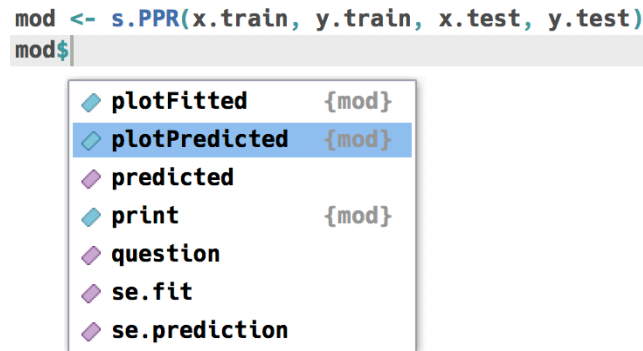 mod <- s.PPR(x.train, y.train, x.test, y.test)
mod$
plotFitted {mod}
plotPredicted {mod}
predicted
print {mod}
question
se.fit
se.prediction